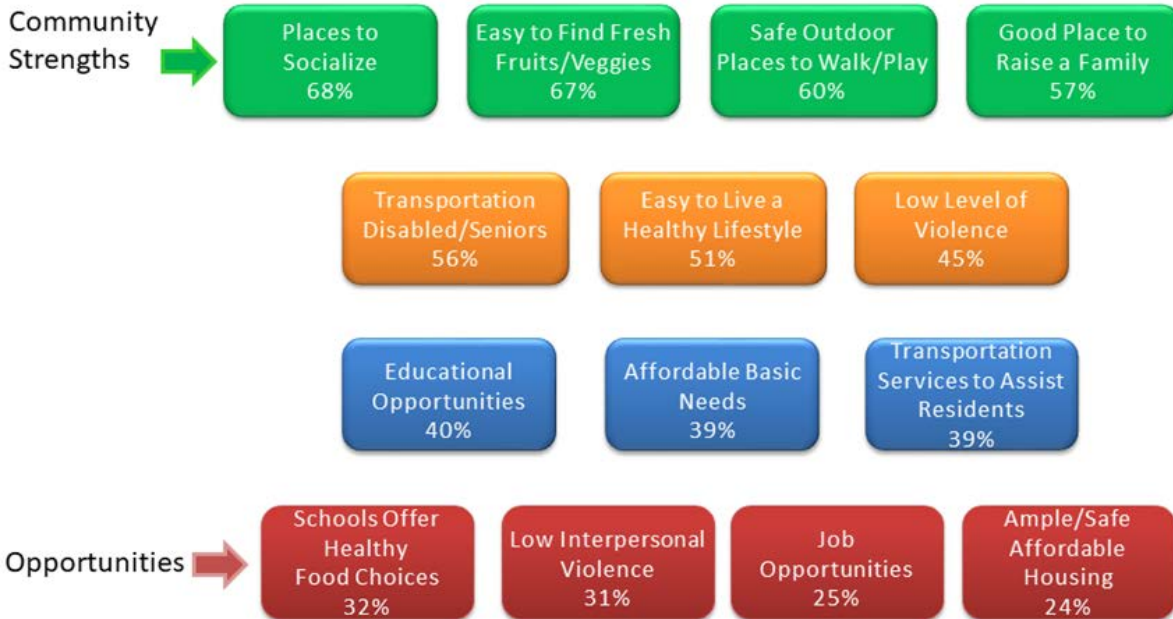 Community
Strengths
Places to
Socialize
68%
Easy to Find Fresh
Fruits/Veggies
67%
Safe Outdoor
Places to Walk/Play
60%
Good Place to
Raise a Family
57%
Transportation
Disabled/Seniors
56%
Easy to Live a
Healthy Lifestyle
51%
Low Level of
Violence
45%
Educational
Opportunities
40%
Affordable Basic
Needs
39%
Transportation
Services to Assist
Residents
39%
Opportunities
Schools Offer
Healthy
Food Choices
32%
Low Interpersonal
Violence
31%
Job
Opportunities
25%
Ample/Safe
Affordable
Housing
24%